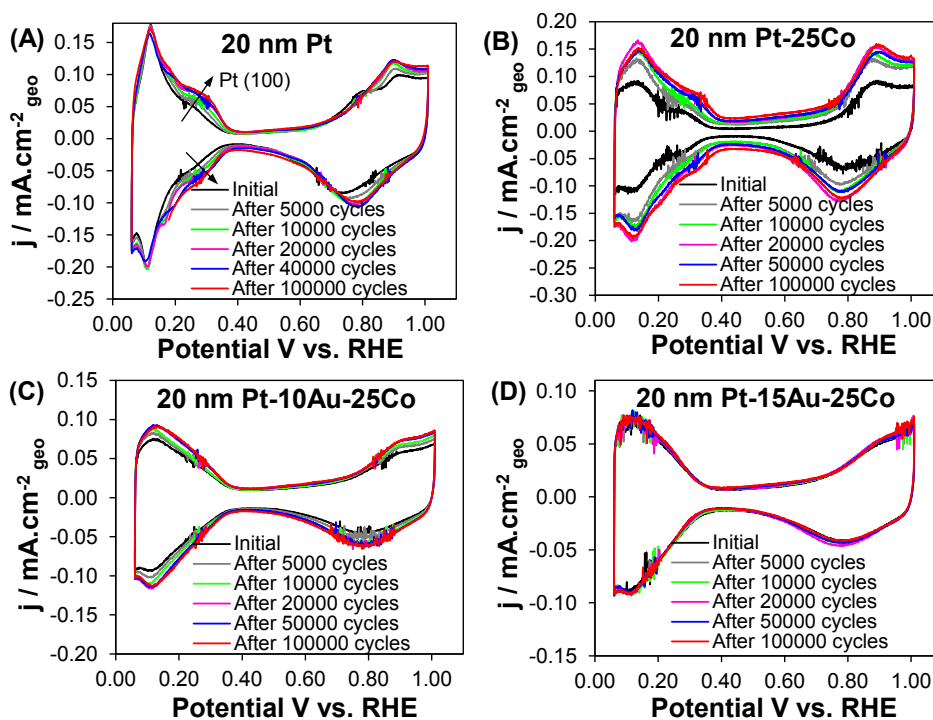 (A)
20 nm Pt
Pt (100)
j / mA.cm⁻²geo
0.15
0.10
0.05
0.00
-0.05
-0.10
-0.15
-0.20
-0.25
Initial
After 5000 cycles
After 10000 cycles
After 20000 cycles
After 40000 cycles
After 100000 cycles
0.00 0.20 0.40 0.60 0.80 1.00
Potential V vs. RHE
(B)
20 nm Pt-25Co
j / mA.cm⁻²geo
0.20
0.15
0.10
0.05
0.00
-0.05
-0.10
-0.15
-0.20
-0.25
-0.30
Initial
After 5000 cycles
After 10000 cycles
After 20000 cycles
After 50000 cycles
After 100000 cycles
0.00 0.20 0.40 0.60 0.80 1.00
Potential V vs. RHE
(C)
20 nm Pt-10Au-25Co
j / mA.cm⁻²geo
0.15
0.10
0.05
0.00
-0.05
-0.10
-0.15
-0.20
Initial
After 5000 cycles
After 10000 cycles
After 20000 cycles
After 50000 cycles
After 100000 cycles
0.00 0.20 0.40 0.60 0.80 1.00
Potential V vs. RHE
(D)
20 nm Pt-15Au-25Co
j / mA.cm⁻²geo
0.10
0.05
0.00
-0.05
-0.10
-0.15
Initial
After 5000 cycles
After 10000 cycles
After 20000 cycles
After 50000 cycles
After 100000 cycles
0.00 0.20 0.40 0.60 0.80 1.00
Potential V vs. RHE